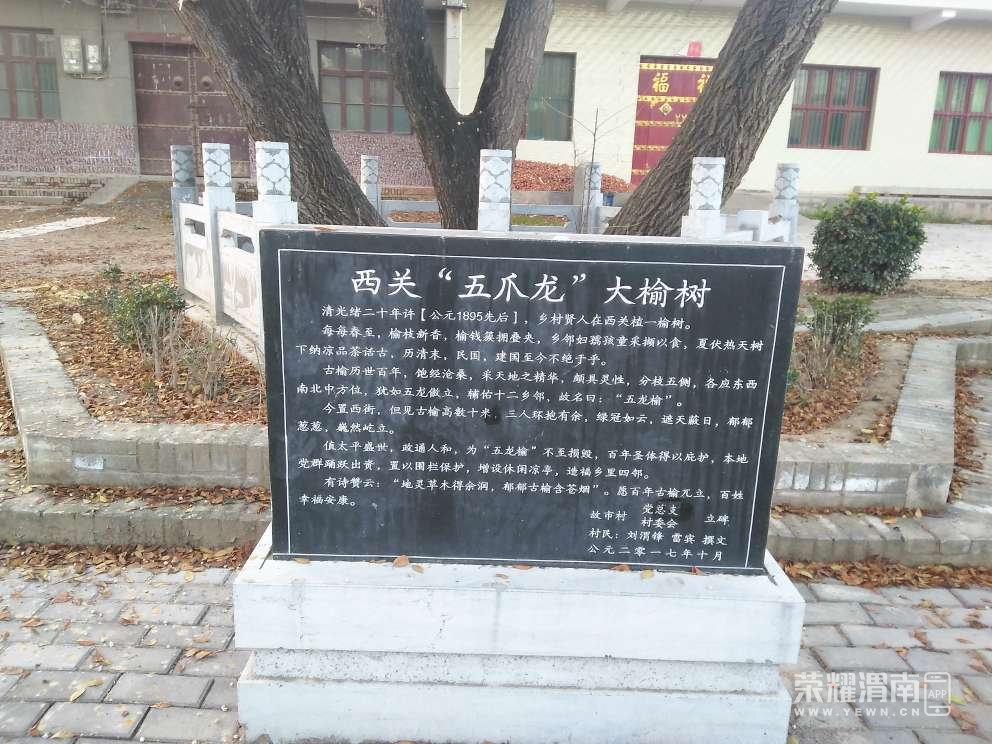 福
西关“五爪龙”大榆树
清光绪二十年许【公元1895先后】，乡村贤人在西关植一榆树。
每每春至，榆枝新香，榆钱簇拥叠夹，乡邻妇孺孩童采撷以食，夏伏热天树
下纳凉品茶话古，历清末，民国，建国至今不绝于乎。
古榆历世百年，饱经沧桑，采天地之精华，颇具灵性，分枝五侧，各应东西
南北中方位，犹如五龙傲立，辅佑十二乡邻，故名曰：“五龙榆”。
今置西街，但见古榆高数十米，三人环抱有余，绿冠如云，遮天蔽日，郁郁
葱葱，巍然屹立。
值太平盛世，政通人和，为“五龙榆”不至损毁，百年圣体得以庇护，本地
党群踊跃出资，置以围栏保护，增设休闲凉亭，造福乡里四邻。
有诗赞云：“地灵草木得余润，郁郁古榆含苍烟”。愿百年古榆兀立，百姓
幸福安康。
故市村 党总支 村委会 立碑
村民：刘渭锋 雷宾 撰文
公元二零一七年十月
荣耀渭南 APP
WWW.YEWN.CN